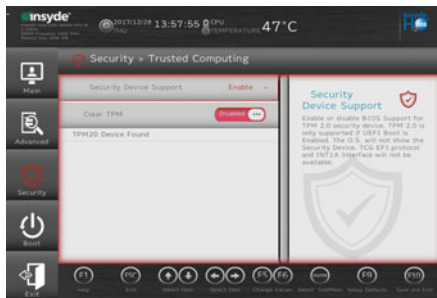 insyde®
2017/12/28
THU
13:57:55
CPU
TEMPERATURE
47°C
Security > Trusted Computing
Main
Advanced
Security
Boot
Exit
Security Device Support Enable >
Clear TPM Disabled
TPM20 Device Found
Security
Device Support
Enable or disable BIOS Support for
TPM 2.0 security device. TPM 2.0 is
only supported if UEFI Boot is
Enabled. The O.S. will not show the
Security Device. TCG EFI protocol
and INT1A Interface will not be
available.
F1 ESC F5 F6 F9 F10
Help Exit Select Item Select Item Change Values Select SubMenu Setup Defaults Save and Exit